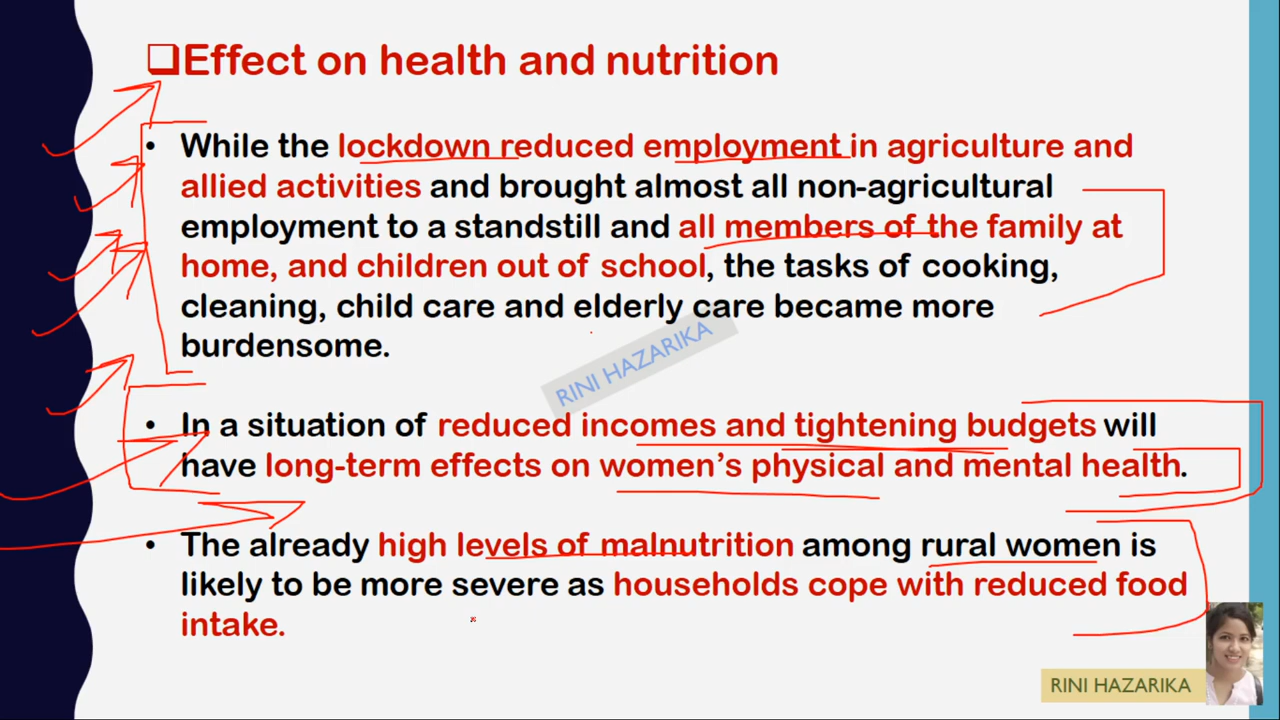 ❑Effect on health and nutrition
• While the lockdown reduced employment in agriculture and
allied activities and brought almost all non-agricultural
employment to a standstill and all members of the family at
home, and children out of school, the tasks of cooking,
cleaning, child care and elderly care became more
burdensome.
RINI HAZARIKA
• In a situation of reduced incomes and tightening budgets will
have long-term effects on women’s physical and mental health.
• The already high levels of malnutrition among rural women is
likely to be more severe as households cope with reduced food
intake.
RINI HAZARIKA